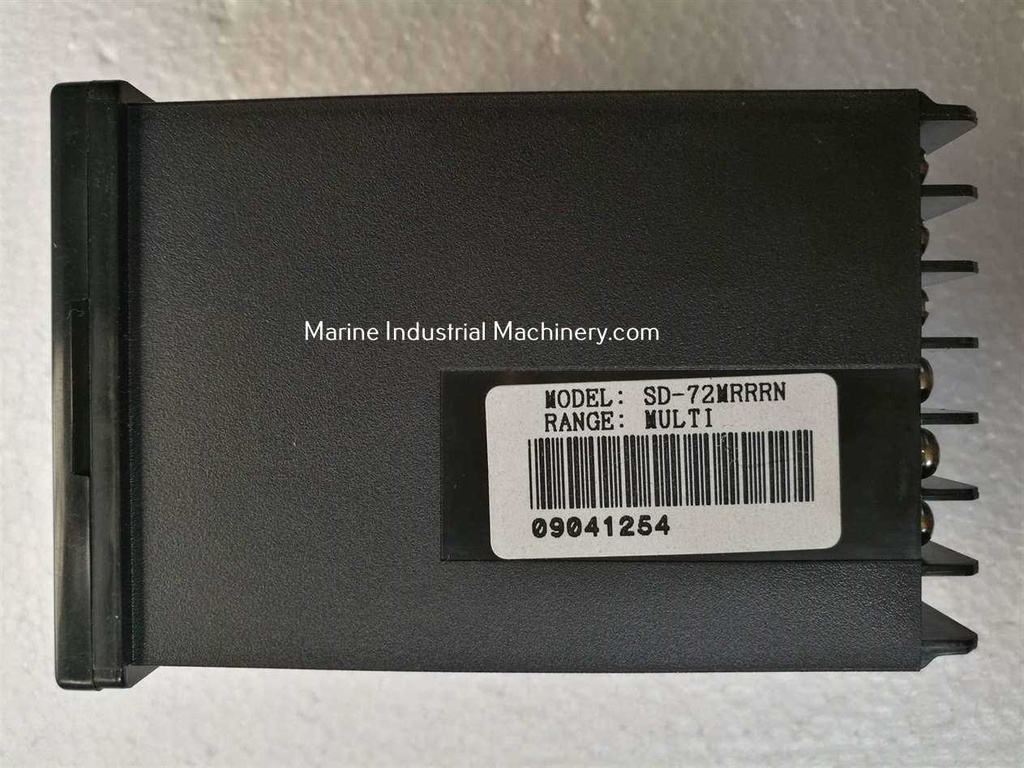 Marine Industrial Machinery.com
MODEL: SD-72MRRRN
RANGE: MULTI
09041254